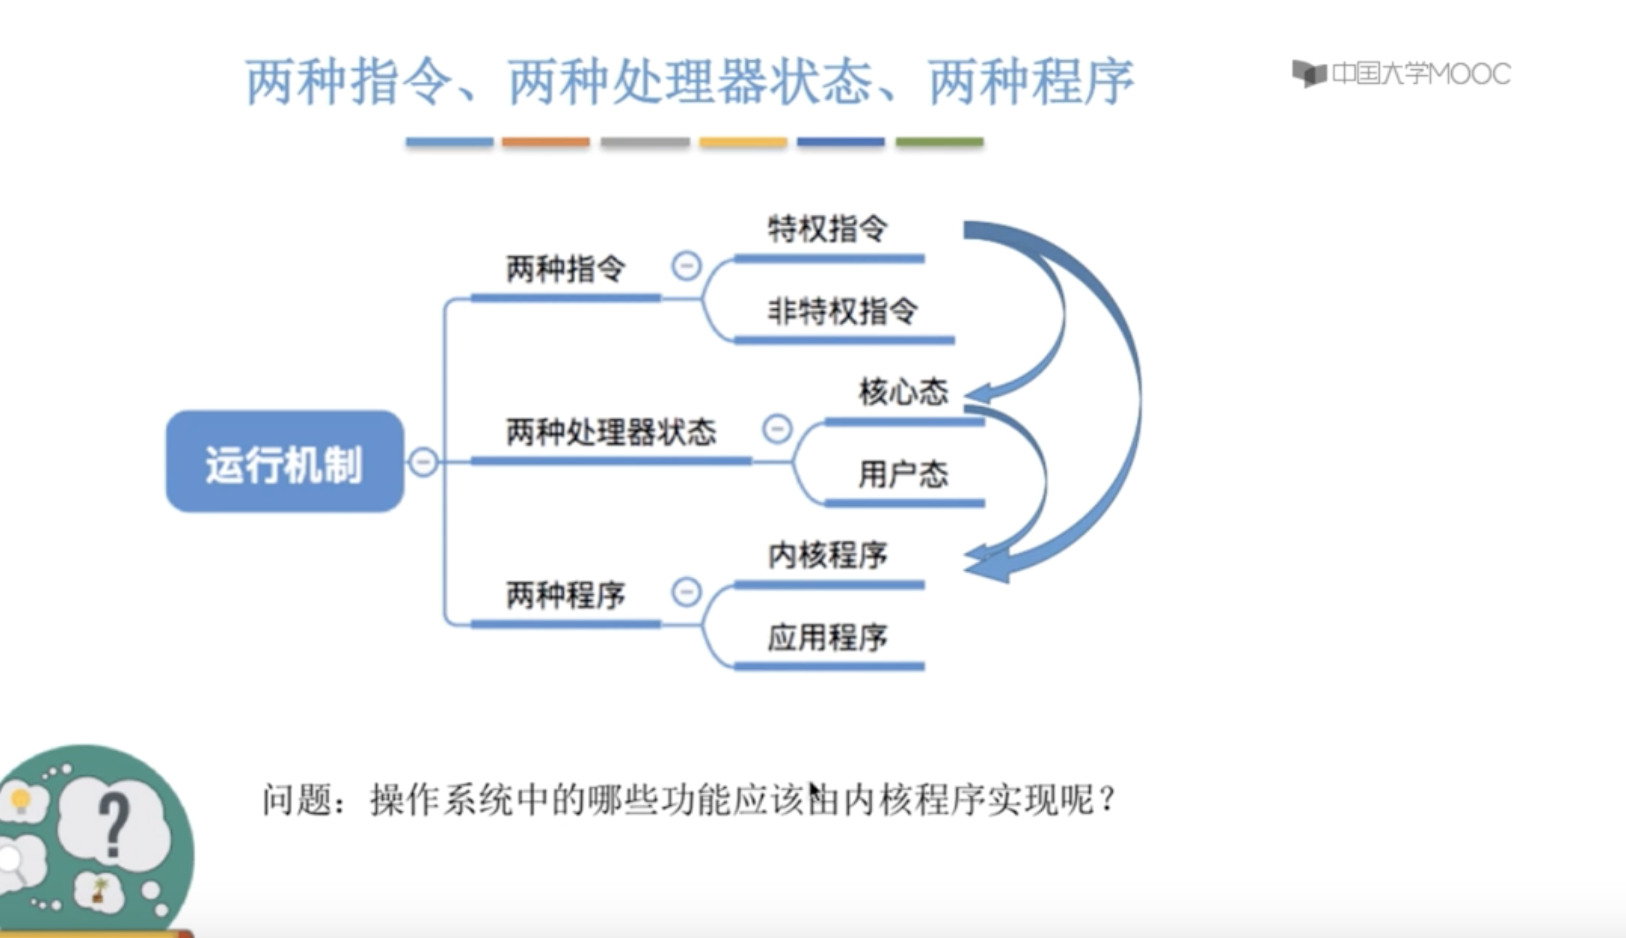 两种指令、两种处理器状态、两种程序
中国大学MOOC
特权指令
两种指令
非特权指令
核心态
两种处理器状态
运行机制
用户态
内核程序
两种程序
应用程序
?
问题：操作系统中的哪些功能应该由内核程序实现呢？